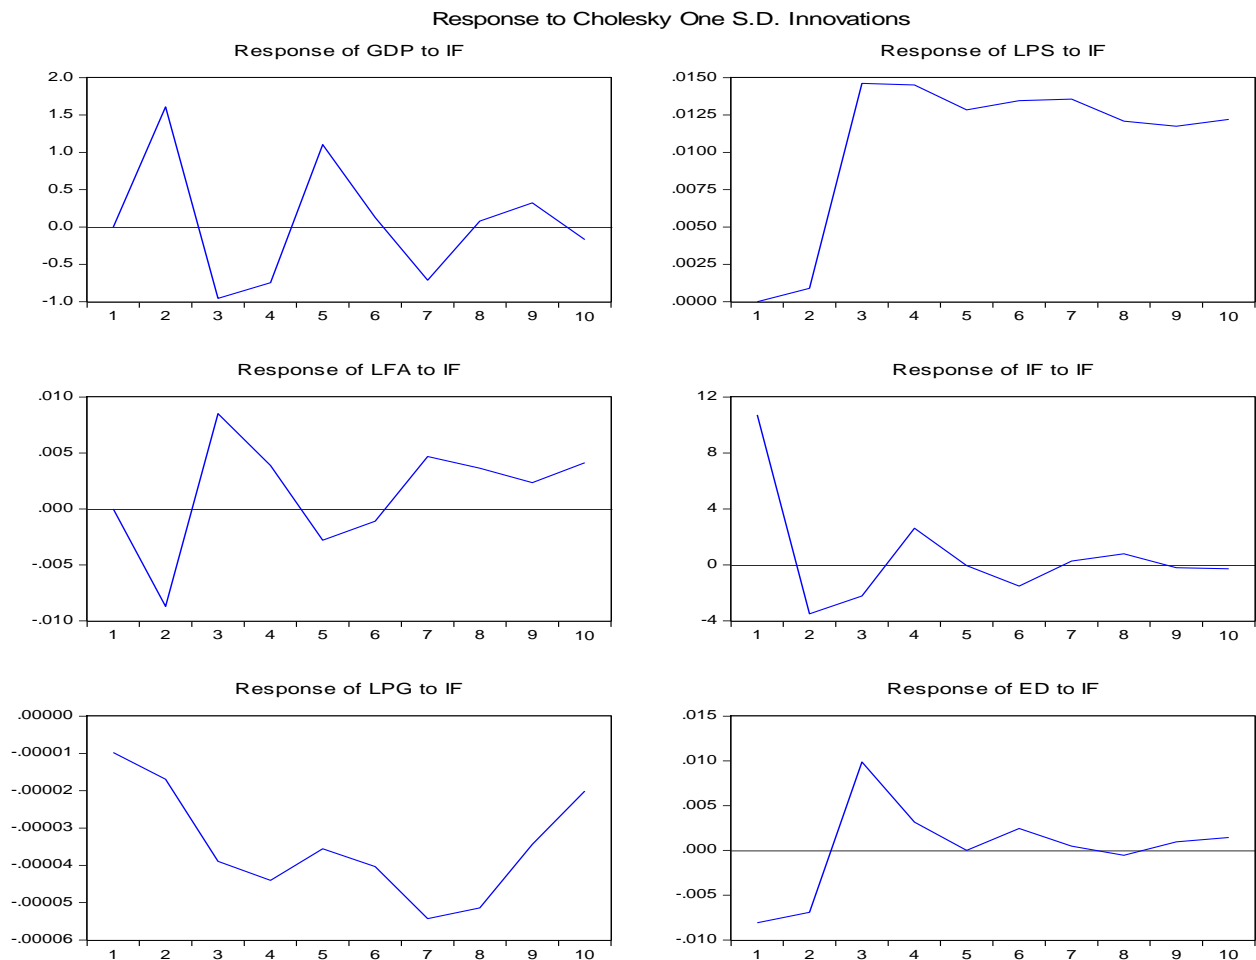 Response to Cholesky One S.D. Innovations
Response of GDP to IF
2.0
1.5
1.0
0.5
0.0
-0.5
-1.0
1 2 3 4 5 6 7 8 9 10
Response of LPS to IF
.0150
.0125
.0100
.0075
.0050
.0025
.0000
1 2 3 4 5 6 7 8 9 10
Response of LFA to IF
.010
.005
.000
-.005
-.010
1 2 3 4 5 6 7 8 9 10
Response of IF to IF
12
8
4
0
-4
1 2 3 4 5 6 7 8 9 10
Response of LPG to IF
.00000
-.00001
-.00002
-.00003
-.00004
-.00005
-.00006
1 2 3 4 5 6 7 8 9 10
Response of ED to IF
.015
.010
.005
.000
-.005
-.010
1 2 3 4 5 6 7 8 9 10